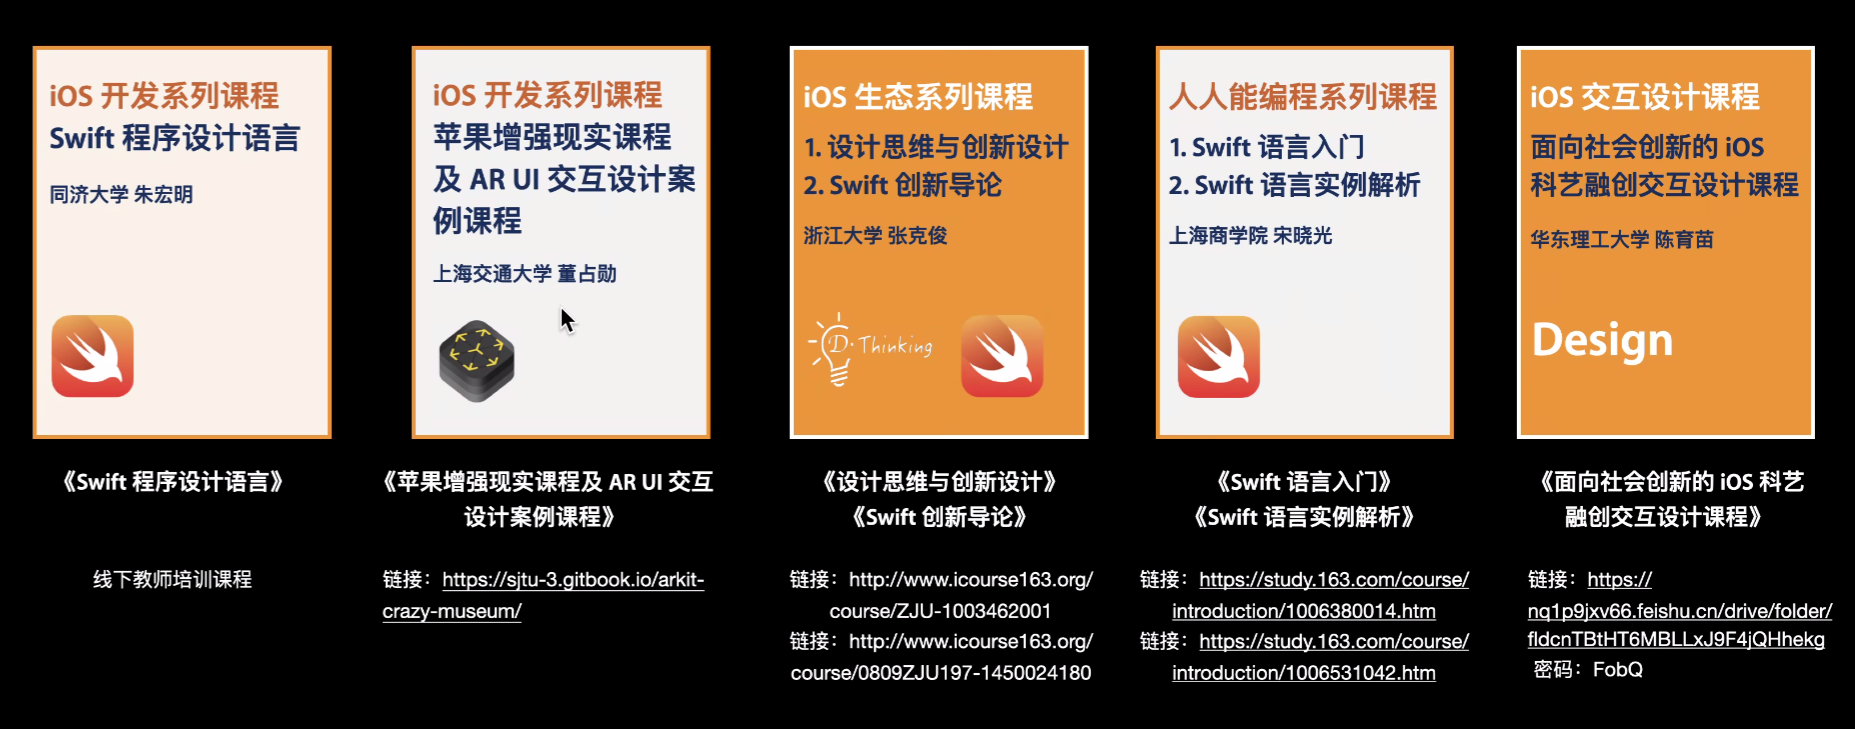 iOS 开发系列课程
Swift 程序设计语言
同济大学 朱宏明
iOS 开发系列课程
苹果增强现实课程
及 AR UI 交互设计案
例课程
上海交通大学 董占勋
iOS 生态系列课程
1. 设计思维与创新设计
2. Swift 创新导论
浙江大学 张克俊
D·Thinking
人人能编程系列课程
1. Swift 语言入门
2. Swift 语言实例解析
上海商学院 宋晓光
iOS 交互设计课程
面向社会创新的 iOS
科艺融创交互设计课程
华东理工大学 陈育苗
Design
《Swift 程序设计语言》
线下教师培训课程
《苹果增强现实课程及 AR UI 交互
设计案例课程》
链接：https://sjtu-3.gitbook.io/arkit-
crazy-museum/
《设计思维与创新设计》
《Swift 创新导论》
链接：http://www.icourse163.org/
course/ZJU-1003462001
链接：http://www.icourse163.org/
course/0809ZJU197-1450024180
《Swift 语言入门》
《Swift 语言实例解析》
链接：https://study.163.com/course/
introduction/1006380014.htm
链接：https://study.163.com/course/
introduction/1006531042.htm
《面向社会创新的 iOS 科艺
融创交互设计课程》
链接：https://
nq1p9jxv66.feishu.cn/drive/folder/
fldcnTBtHT6MBLLxJ9F4jQHhekg
密码：FobQ